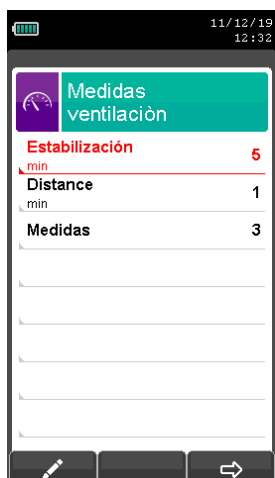 11/12/19
12:32
Medidas
ventilaciòn
Estabilización 5
min
Distance 1
min
Medidas 3